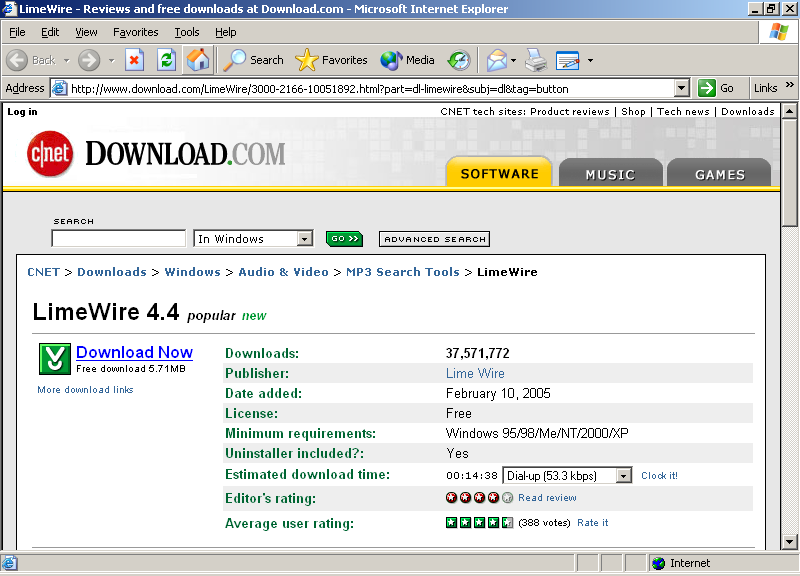 LimeWire - Reviews and free downloads at Download.com - Microsoft Internet Explorer
File Edit View Favorites Tools Help
Back Search Favorites Media
Address http://www.download.com/LimeWire/3000-2166-10051892.html?part=dl-limewire&subj=dl&tag=button Go Links »
Log in CNET tech sites: Product reviews | Shop | Tech news | Downloads
c|net DOWNLOAD.COM
SOFTWARE MUSIC GAMES
SEARCH
In Windows GO >> ADVANCED SEARCH
CNET > Downloads > Windows > Audio & Video > MP3 Search Tools > LimeWire
LimeWire 4.4 popular new
Download Now
Free download 5.71MB
More download links
Downloads: 37,571,772
Publisher: Lime Wire
Date added: February 10, 2005
License: Free
Minimum requirements: Windows 95/98/Me/NT/2000/XP
Uninstaller included?: Yes
Estimated download time: 00:14:38 Dial-up (53.3 kbps) Clock it!
Editor's rating: Read review
Average user rating: (388 votes) Rate it
Internet